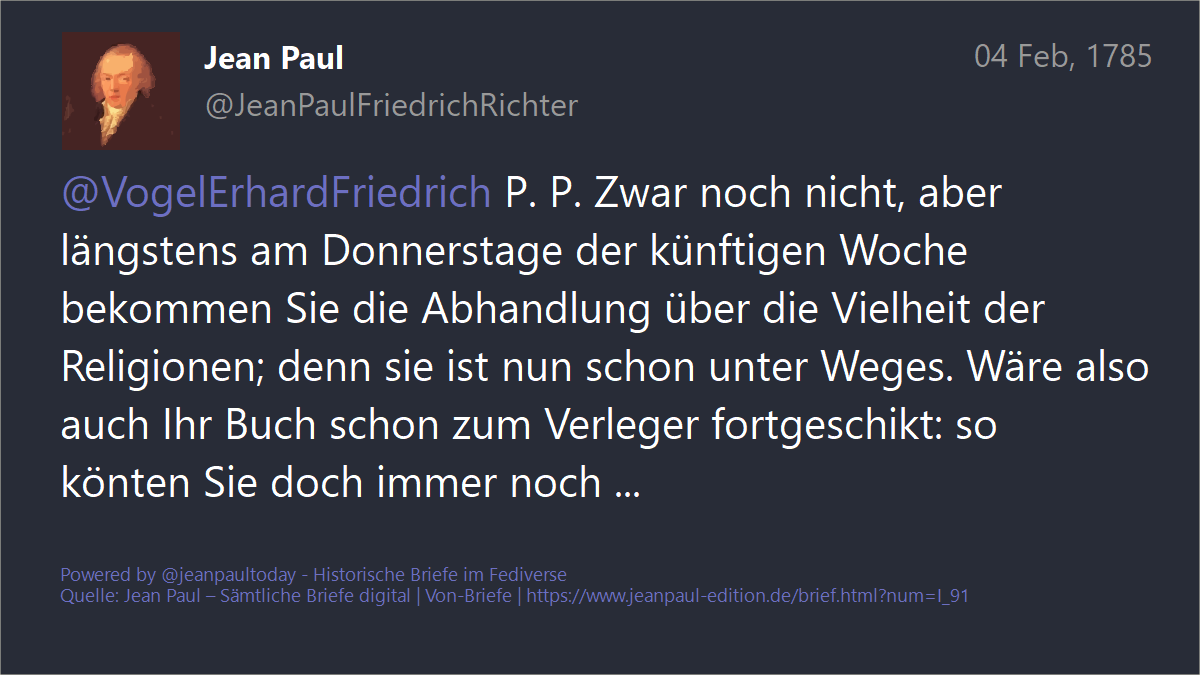 Jean Paul
04 Feb, 1785
@JeanPaulFriedrichRichter
@VogelErhardFriedrich P. P. Zwar noch nicht, aber
längstens am Donnerstage der künftigen Woche
bekommen Sie die Abhandlung über die Vielheit der
Religionen; denn sie ist nun schon unter Weges. Wäre also
auch Ihr Buch schon zum Verleger fortgeschikt: so
könten Sie doch immer noch ...
Powered by @jeanpaultoday - Historische Briefe im Fediverse
Quelle: Jean Paul – Sämtliche Briefe digital | Von-Briefe | https://www.jeanpaul-edition.de/brief.html?num=I_91